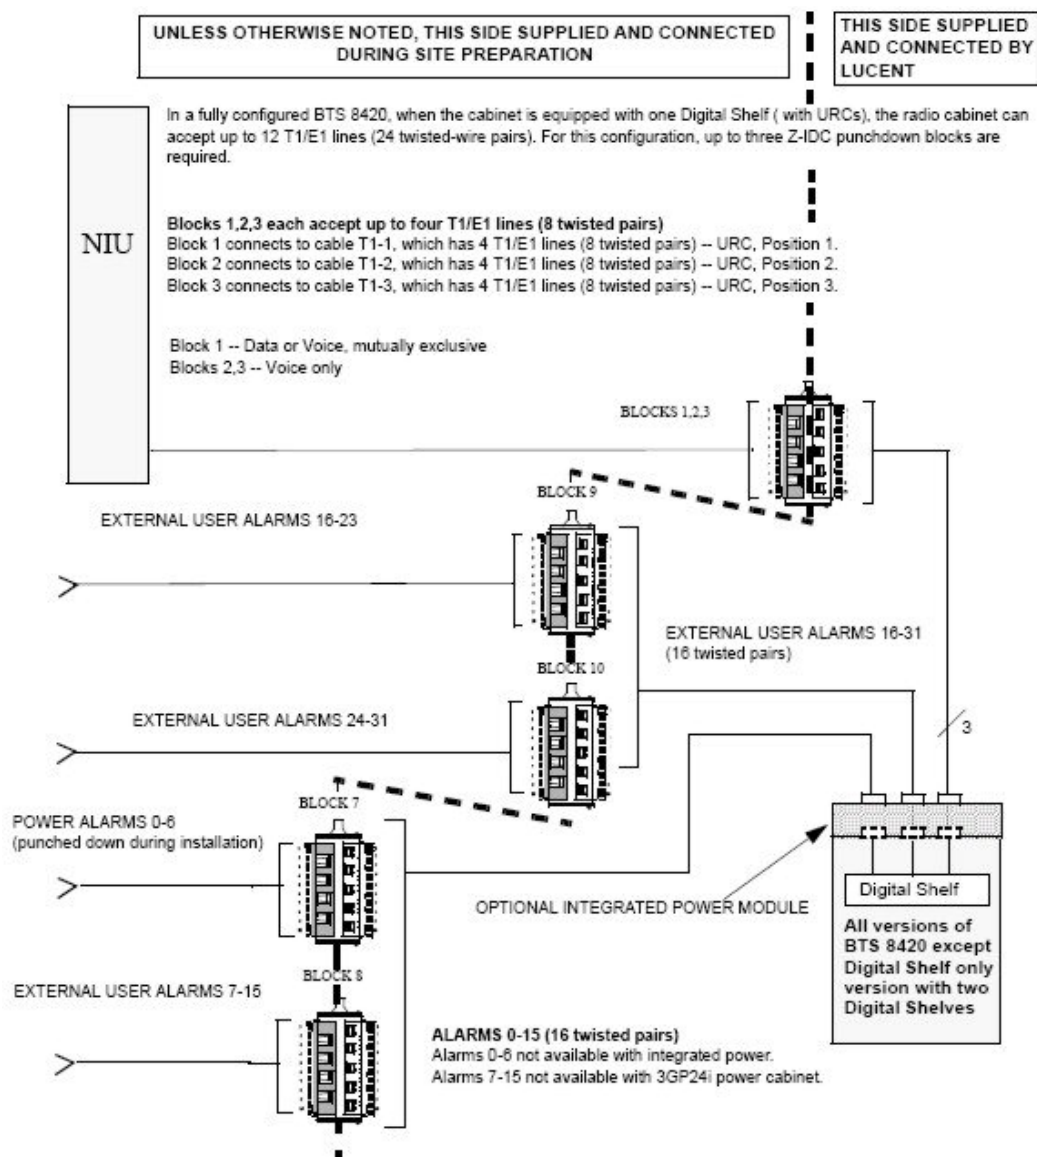 UNLESS OTHERWISE NOTED, THIS SIDE SUPPLIED AND CONNECTED
DURING SITE PREPARATION
THIS SIDE SUPPLIED
AND CONNECTED BY
LUCENT
In a fully configured BTS 8420, when the cabinet is equipped with one Digital Shelf ( with URCs), the radio cabinet can
accept up to 12 T1/E1 lines (24 twisted-wire pairs). For this configuration, up to three Z-IDC punchdown blocks are
required.
NIU
Blocks 1,2,3 each accept up to four T1/E1 lines (8 twisted pairs)
Block 1 connects to cable T1-1, which has 4 T1/E1 lines (8 twisted pairs) -- URC, Position 1.
Block 2 connects to cable T1-2, which has 4 T1/E1 lines (8 twisted pairs) -- URC, Position 2.
Block 3 connects to cable T1-3, which has 4 T1/E1 lines (8 twisted pairs) -- URC, Position 3.
Block 1 -- Data or Voice, mutually exclusive
Blocks 2,3 -- Voice only
BLOCKS 1,2,3
BLOCK 9
EXTERNAL USER ALARMS 16-23
EXTERNAL USER ALARMS 16-31
(16 twisted pairs)
BLOCK 10
EXTERNAL USER ALARMS 24-31
3
BLOCK 7
POWER ALARMS 0-6
(punched down during installation)
Digital Shelf
OPTIONAL INTEGRATED POWER MODULE
All versions of
BTS 8420 except
Digital Shelf only
version with two
Digital Shelves
BLOCK 8
EXTERNAL USER ALARMS 7-15
ALARMS 0-15 (16 twisted pairs)
Alarms 0-6 not available with integrated power.
Alarms 7-15 not available with 3GP24i power cabinet.